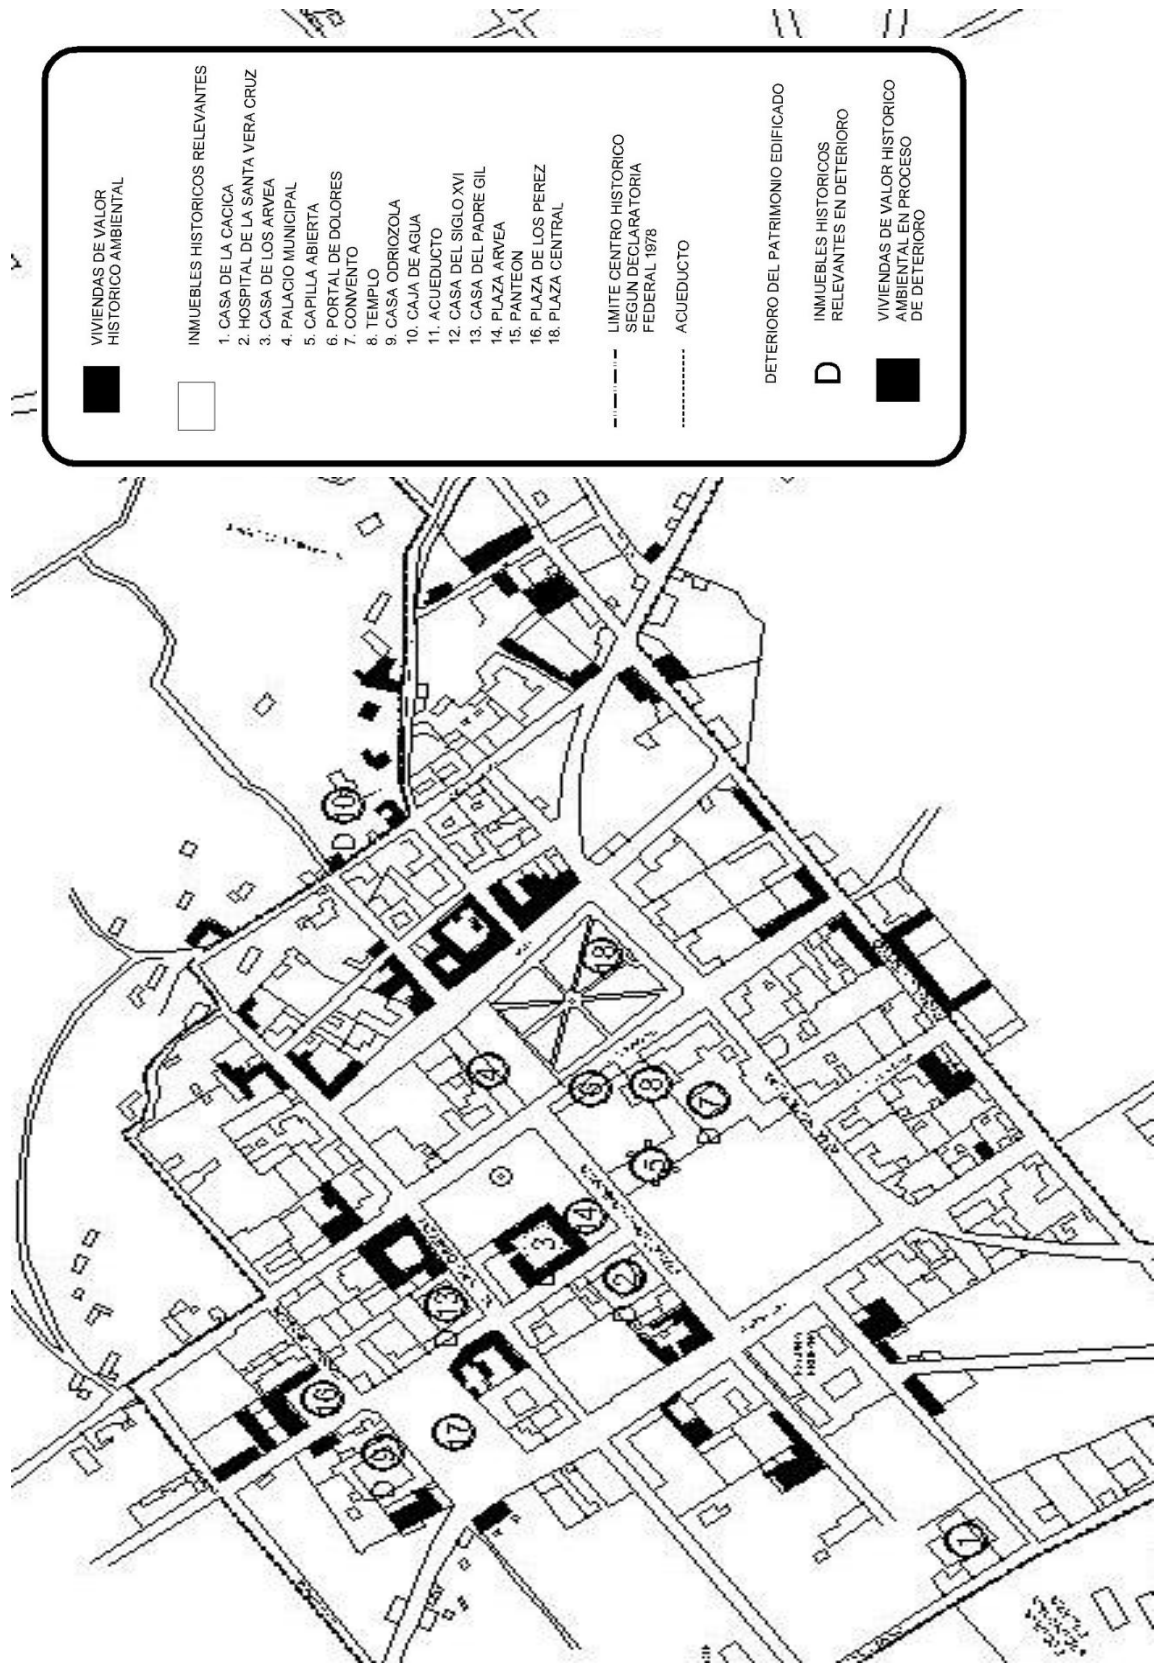 VIVIENDAS DE VALOR
HISTORICO AMBIENTAL
INMUEBLES HISTORICOS RELEVANTES
1. CASA DE LA CACICA
2. HOSPITAL DE LA SANTA VERA CRUZ
3. CASA DE LOS ARVEA
4. PALACIO MUNICIPAL
5. CAPILLA ABIERTA
6. PORTAL DE DOLORES
7. CONVENTO
8. TEMPLO
9. CASA ODRIOZOLA
10. CAJA DE AGUA
11. ACUEDUCTO
12. CASA DEL SIGLO XVI
13. CASA DEL PADRE GIL
14. PLAZA ARVEA
15. PANTEON
16. PLAZA DE LOS PEREZ
18. PLAZA CENTRAL
LIMITE CENTRO HISTORICO
SEGUN DECLARATORIA
FEDERAL 1978
ACUEDUCTO
DETERIORO DEL PATRIMONIO EDIFICADO
D
INMUEBLES HISTORICOS
RELEVANTES EN DETERIORO
VIVIENDAS DE VALOR HISTORICO
AMBIENTAL EN PROCESO
DE DETERIORO
10
D
18
4
6
8
7
D
5
14
3
2
D
13
D
16
17
9
D